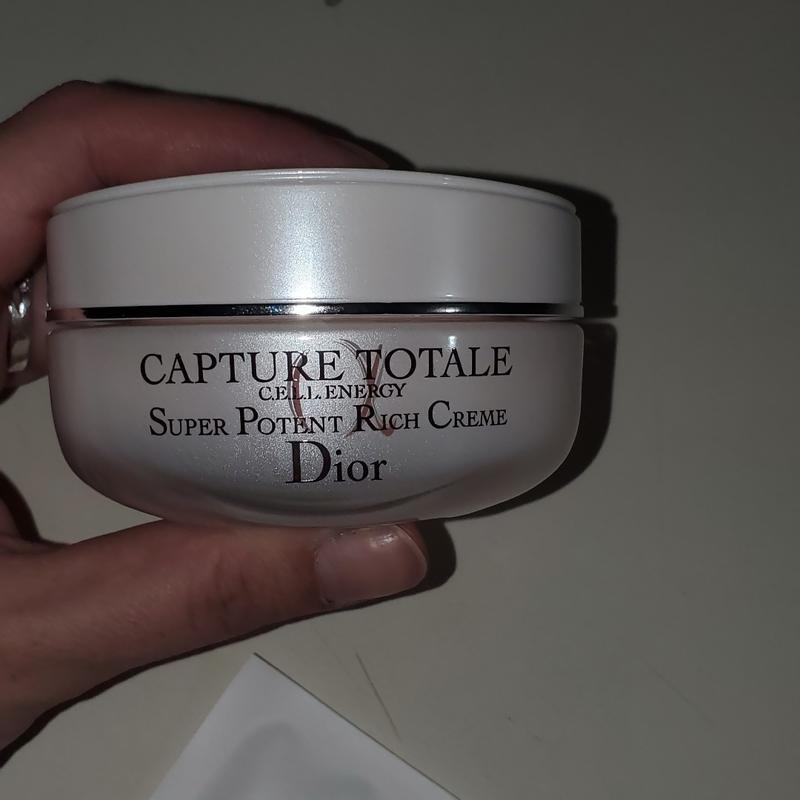 CAPTURE TOTALE
C.E.L.L. ENERGY
SUPER POTENT RICH CREME
Dior